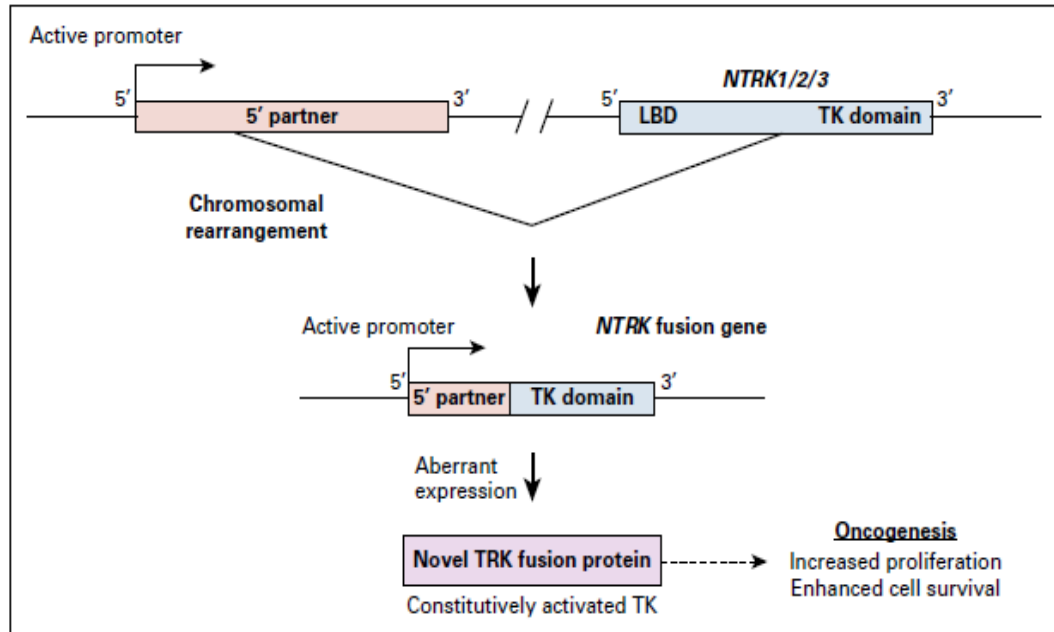 Active promoter
NTRK1/2/3
5′ 3′ 5′ 3′
5′ partner
LBD TK domain
Chromosomal
rearrangement
Active promoter
NTRK fusion gene
5′ 3′
5′ partner TK domain
Aberrant
expression
Novel TRK fusion protein
Constitutively activated TK
Oncogenesis
Increased proliferation
Enhanced cell survival